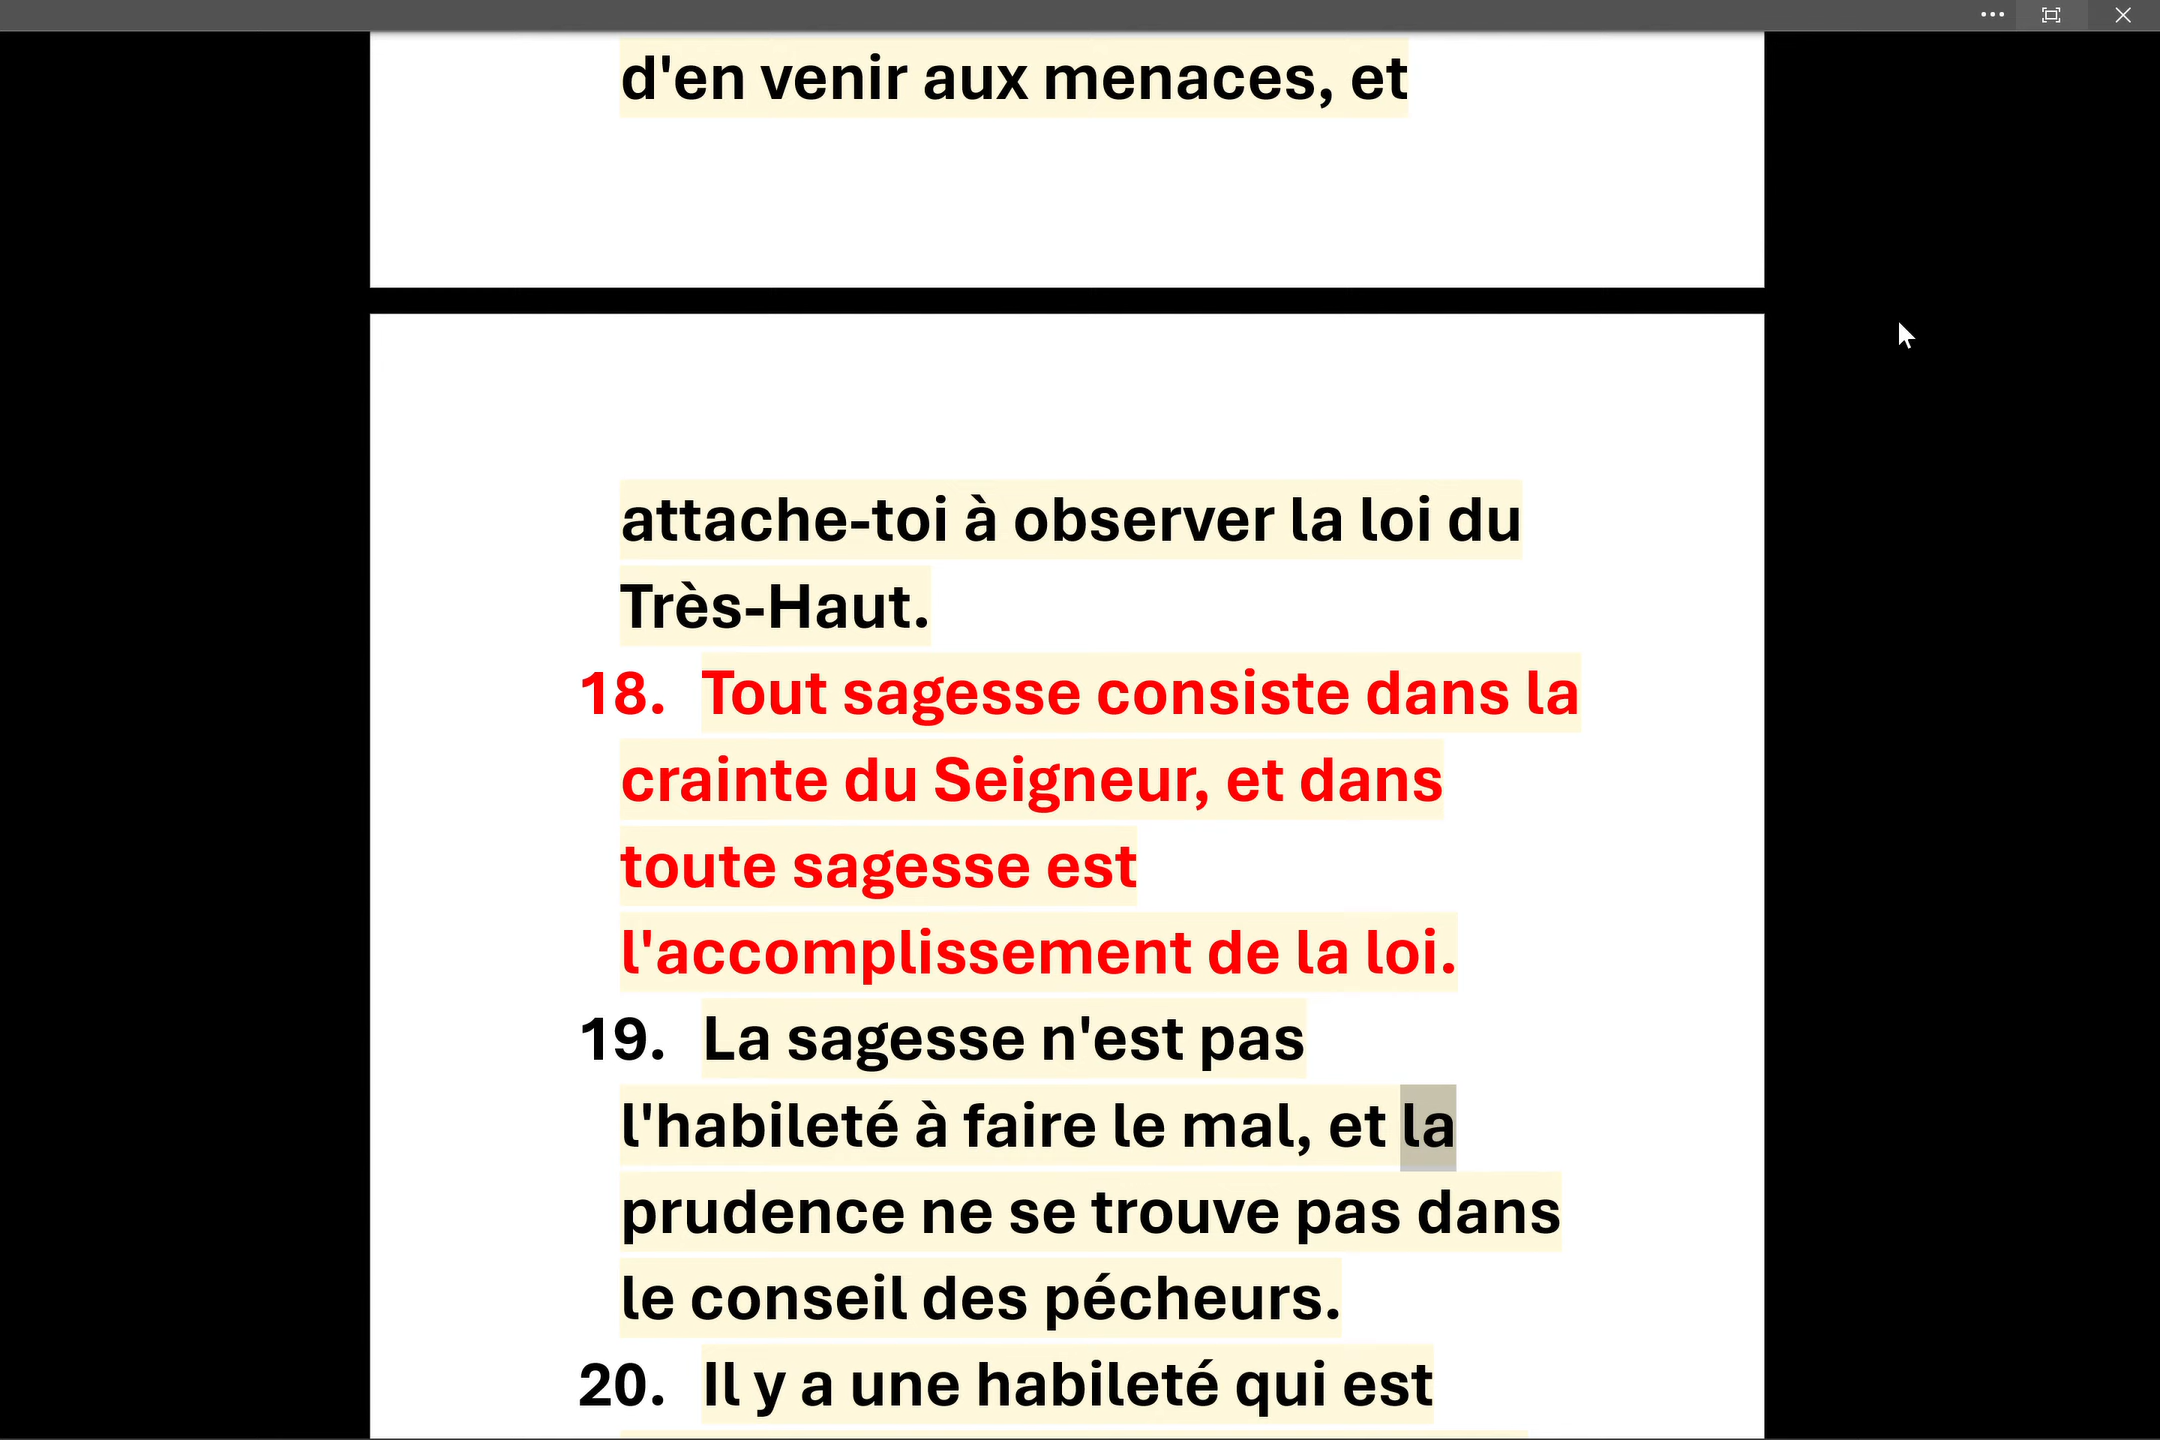 d'en venir aux menaces, et
attache-toi à observer la loi du
Très-Haut.
18. Tout sagesse consiste dans la
crainte du Seigneur, et dans
toute sagesse est
l'accomplissement de la loi.
19. La sagesse n'est pas
l'habileté à faire le mal, et la
prudence ne se trouve pas dans
le conseil des pécheurs.
20. Il y a une habileté qui est